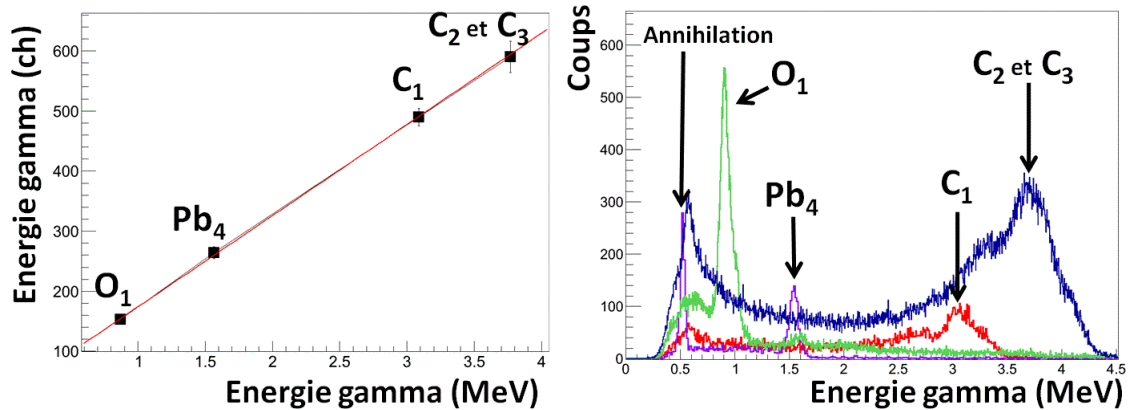 Energie gamma (ch)
600
500
400
300
200
100
O1
Pb4
C1
C2 et C3
1
1.5
2
2.5
3
3.5
4
Energie gamma (MeV)
Coups
600
500
400
300
200
100
0
Annihilation
O1
Pb4
C1
C2 et C3
0
0.5
1
1.5
2
2.5
3
3.5
4
4.5
Energie gamma (MeV)